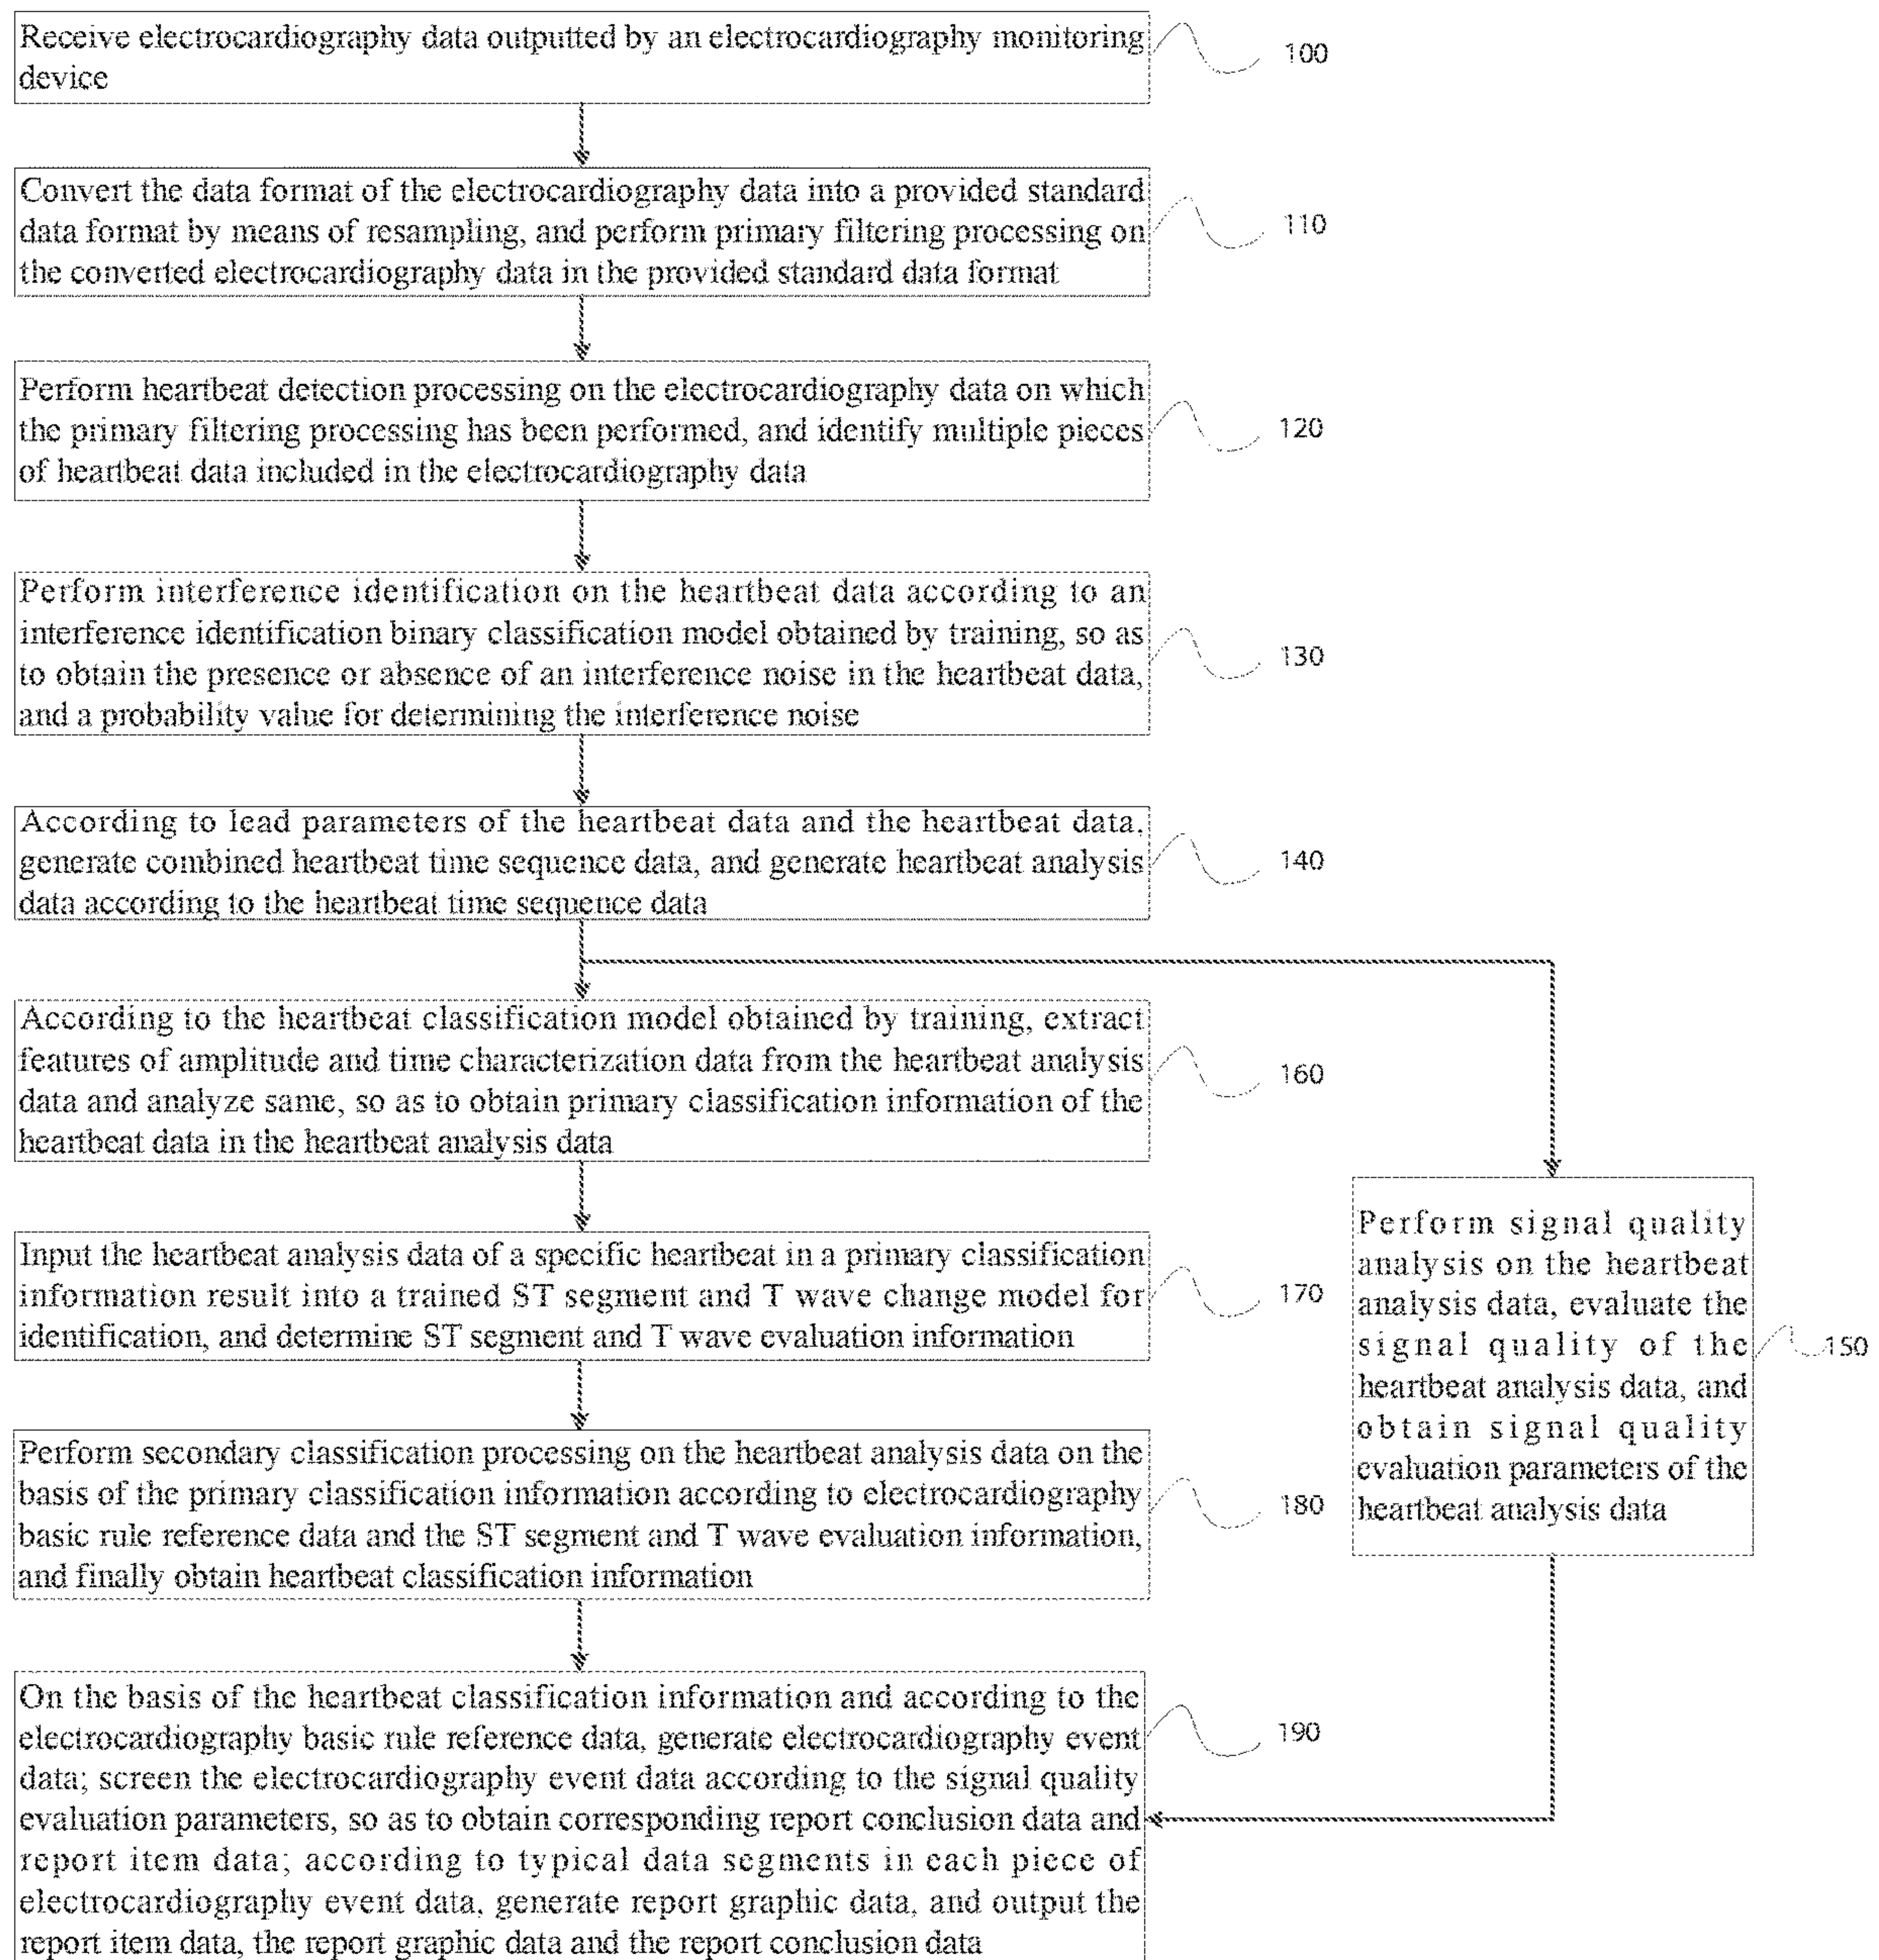 Receive electrocardiography data outputted by an electrocardiography monitoring
device
100
Convert the data format of the electrocardiography data into a provided standard
data format by means of resampling, and perform primary filtering processing on
the converted electrocardiography data in the provided standard data format
110
Perform heartbeat detection processing on the electrocardiography data on which
the primary filtering processing has been performed, and identify multiple pieces
of heartbeat data included in the electrocardiography data
120
Perform interference identification on the heartbeat data according to an
interference identification binary classification model obtained by training, so as
to obtain the presence or absence of an interference noise in the heartbeat data,
and a probability value for determining the interference noise
130
According to lead parameters of the heartbeat data and the heartbeat data,
generate combined heartbeat time sequence data, and generate heartbeat analysis
data according to the heartbeat time sequence data
140
According to the heartbeat classification model obtained by training, extract
features of amplitude and time characterization data from the heartbeat analysis
data and analyze same, so as to obtain primary classification information of the
heartbeat data in the heartbeat analysis data
160
Input the heartbeat analysis data of a specific heartbeat in a primary classification
information result into a trained ST segment and T wave change model for
identification, and determine ST segment and T wave evaluation information
170
Perform signal quality
analysis on the heartbeat
analysis data, evaluate the
signal quality of the
heartbeat analysis data, and
obtain signal quality
evaluation parameters of the
heartbeat analysis data
150
Perform secondary classification processing on the heartbeat analysis data on the
basis of the primary classification information according to electrocardiography
basic rule reference data and the ST segment and T wave evaluation information,
and finally obtain heartbeat classification information
180
On the basis of the heartbeat classification information and according to the
electrocardiography basic rule reference data, generate electrocardiography event
data; screen the electrocardiography event data according to the signal quality
evaluation parameters, so as to obtain corresponding report conclusion data and
report item data; according to typical data segments in each piece of
electrocardiography event data, generate report graphic data, and output the
report item data, the report graphic data and the report conclusion data
190